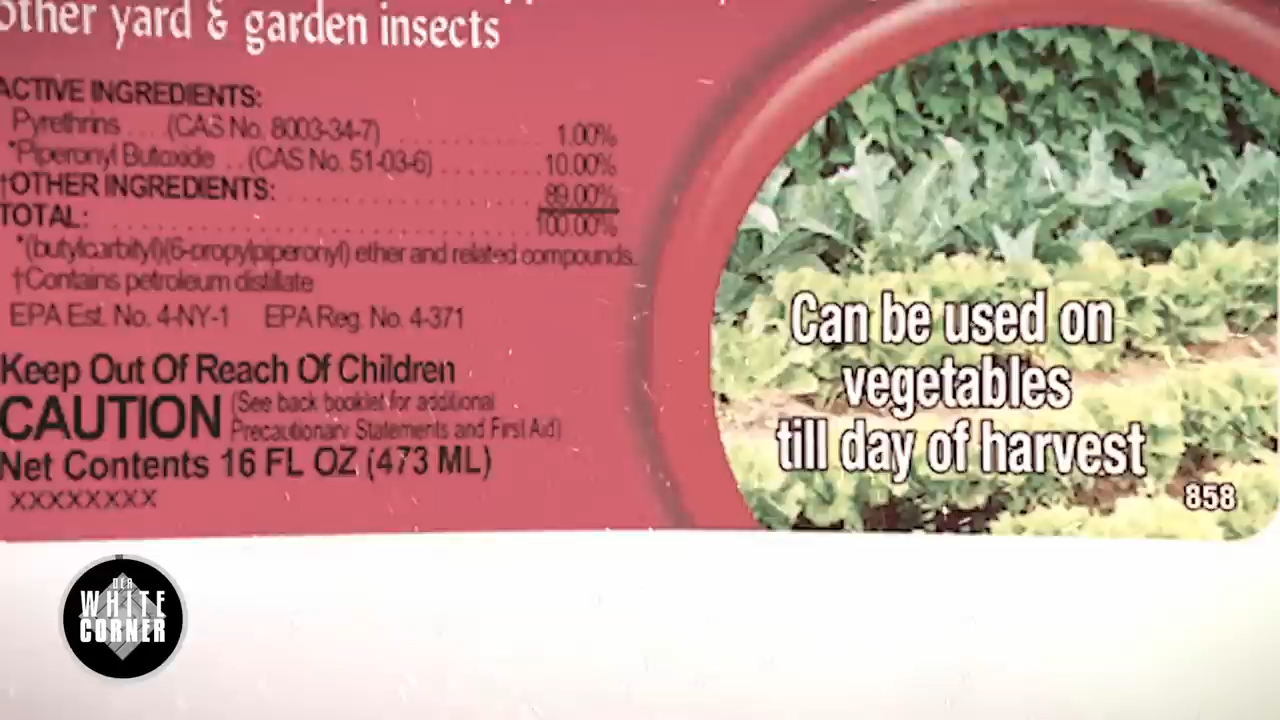 other yard & garden insects
ACTIVE INGREDIENTS:
Pyrethrins .... (CAS No. 8003-34-7) .................. 1.00%
*Piperonyl Butoxide .. (CAS No. 51-03-6) ............ 10.00%
†OTHER INGREDIENTS: .......................... 89.00%
TOTAL: .......................................... 100.00%
*(butylcarbityl)(6-propylpiperonyl) ether and related compounds.
†Contains petroleum distillate
EPA Est. No. 4-NY-1 EPA Reg. No. 4-371
Keep Out Of Reach Of Children
CAUTION (See back booklet for additional
Precautionary Statements and First Aid)
Net Contents 16 FL OZ (473 ML)
XXXXXXXX
Can be used on
vegetables
till day of harvest
858
DER
WHITE
CORNER